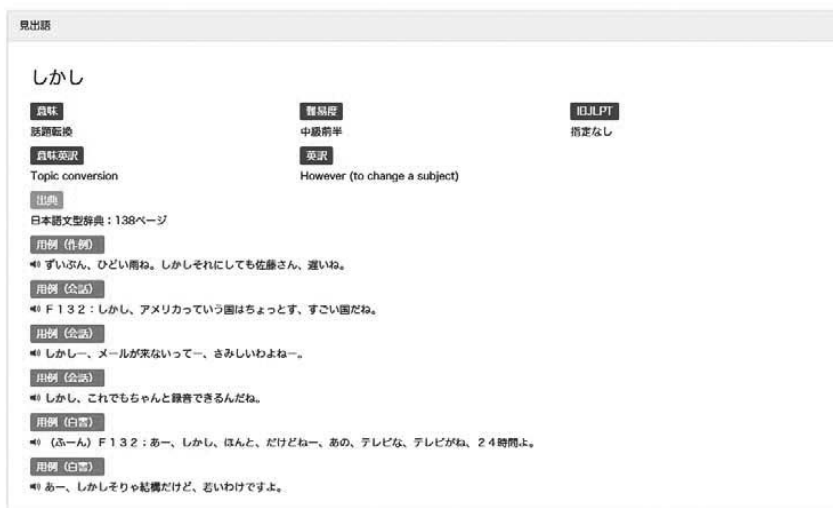 見出語
しかし
意味 難易度 旧JLPT
話題転換 中級前半 指定なし
意味英訳 英訳
Topic conversion However (to change a subject)
出典
日本語文型辞典：138ページ
用例（作例）
ずいぶん、ひどい雨ね。しかしそれにしても佐藤さん、遅いね。
用例（会話）
Ｆ１３２：しかし、アメリカっていう国はちょっとす、すごい国だね。
用例（会話）
しかしー、メールが来ないってー、さみしいわよねー。
用例（会話）
しかし、これでもちゃんと録音できるんだね。
用例（白書）
（ふーん）Ｆ１３２：あー、しかし、ほんと、だけどねー、あの、テレビな、テレビがね、２４時間よ。
用例（白書）
あー、しかしそりゃ結構だけど、若いわけですよ。